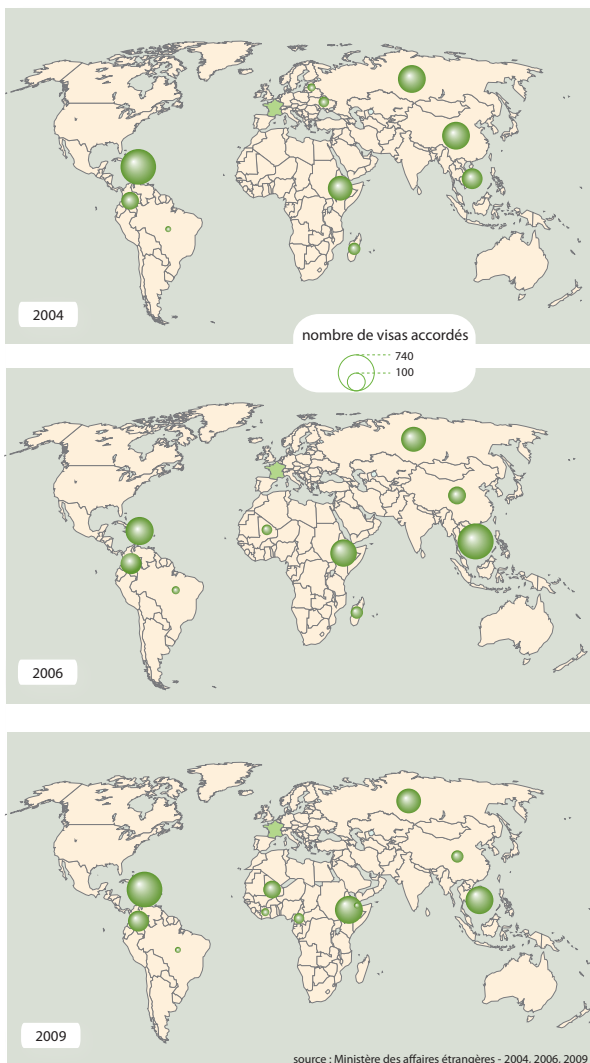 2004
nombre de visas accordés
740
100
2006
2009
source : Ministère des affaires étrangères - 2004, 2006, 2009